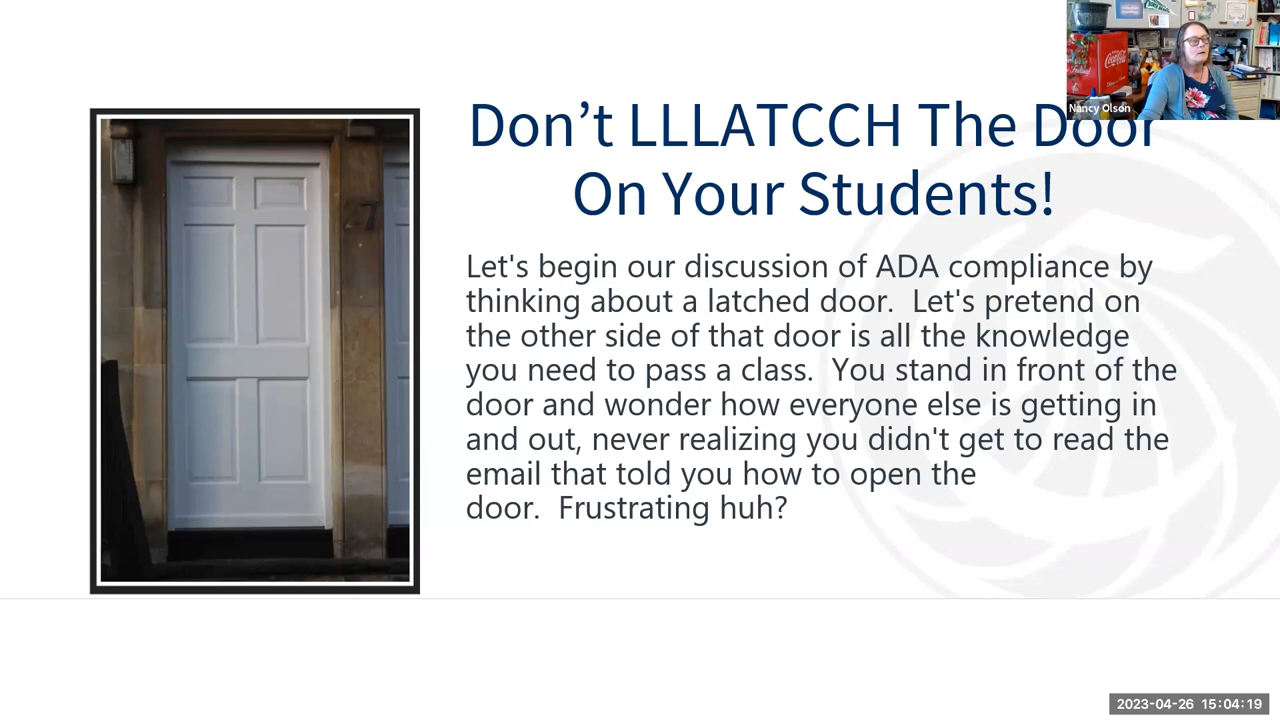 Don't LLLATCCH The Door
On Your Students!
Let's begin our discussion of ADA compliance by
thinking about a latched door.  Let's pretend on
the other side of that door is all the knowledge
you need to pass a class.  You stand in front of the
door and wonder how everyone else is getting in
and out, never realizing you didn't get to read the
email that told you how to open the
door.  Frustrating huh?
7
Coca-Cola
Nancy Olson
2023-04-26 15:04:19